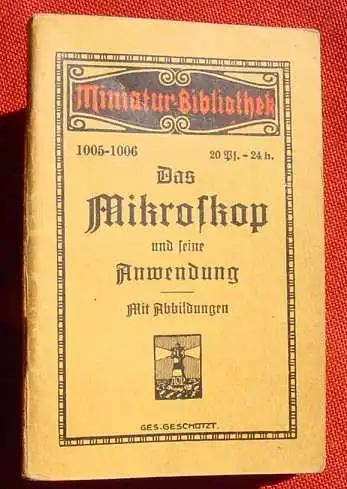 Miniatur-Bibliothek
1005-1006 20 Pf. - 24 h.
Das
Mikroſkop
und ſeine
Anwendung
Mit Abbildungen
GES. GESCHÜTZT.